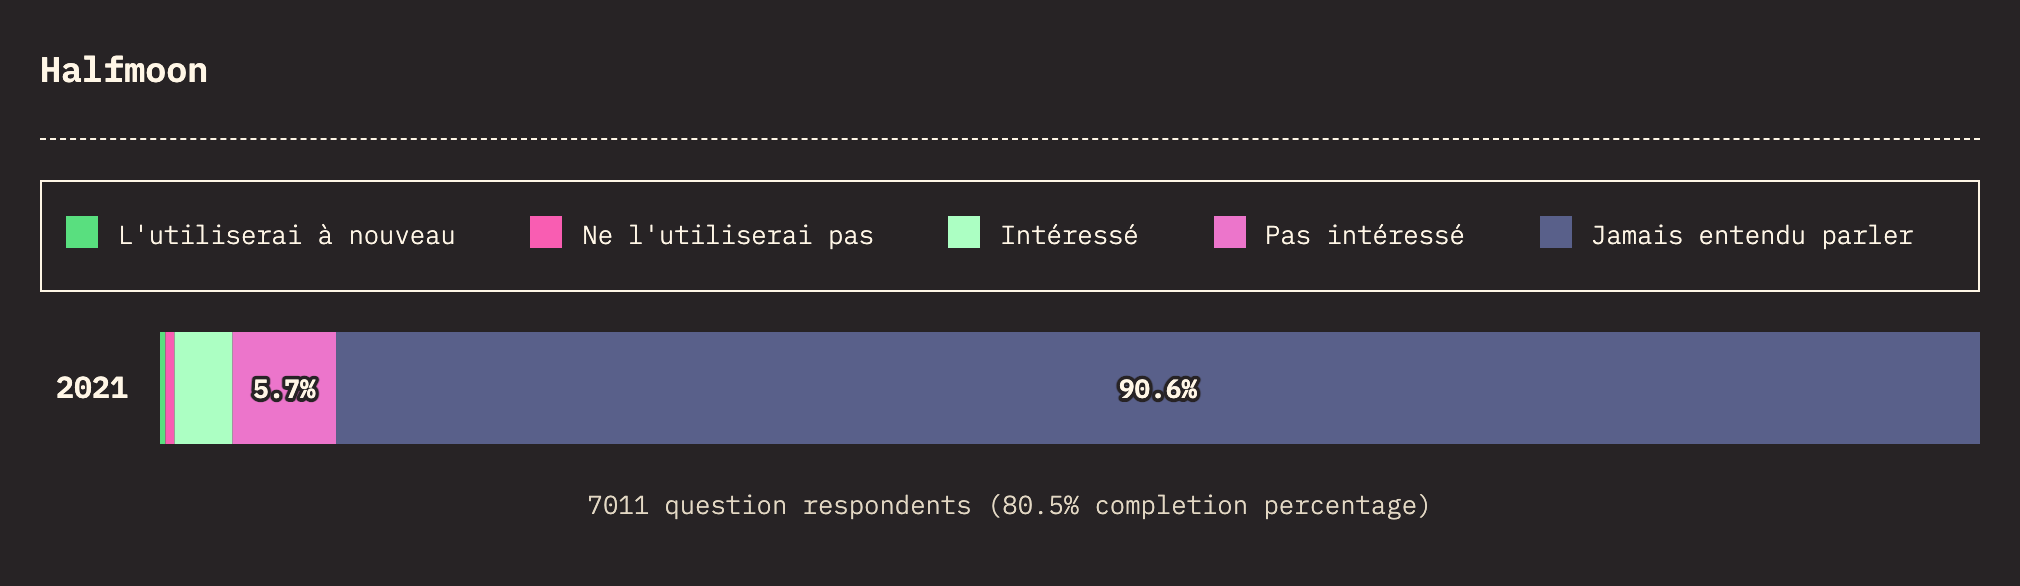 Halfmoon
L'utiliserai à nouveau Ne l'utiliserai pas Intéressé Pas intéressé Jamais entendu parler
2021 5.7% 90.6%
7011 question respondents (80.5% completion percentage)